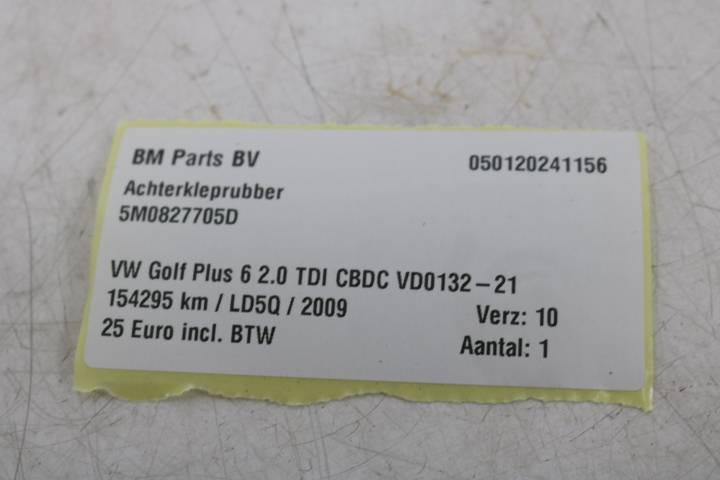 BM Parts BV 050120241156
Achterkleprubber
5M0827705D
VW Golf Plus 6 2.0 TDI CBDC VD0132-21
154295 km / LD5Q / 2009 Verz: 10
25 Euro incl. BTW Aantal: 1